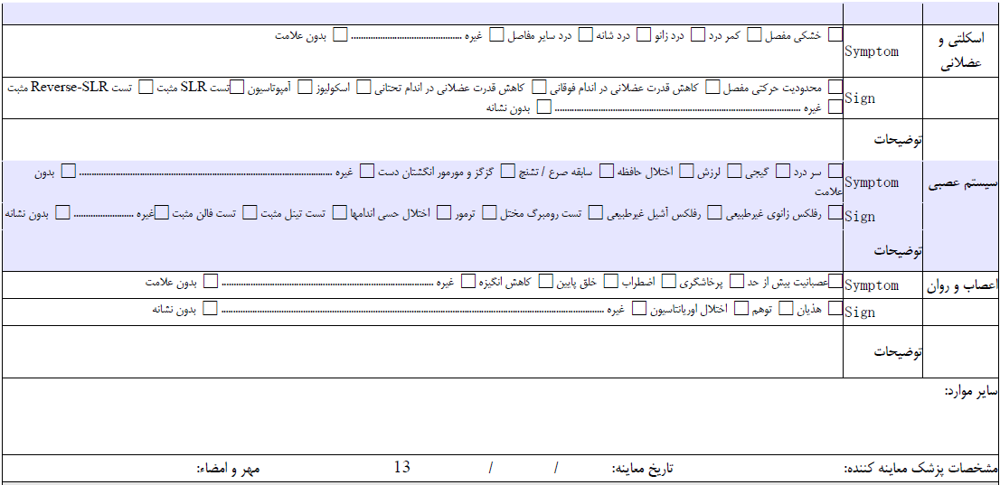 اسکلتی و عضلانی
Symptom
□ خشکی مفصل □ کمر درد □ درد زانو □ درد شانه □ درد سایر مفاصل □ غیره .............................................. □ بدون علامت
Sign
□ محدودیت حرکتی مفصل □ کاهش قدرت عضلانی در اندام فوقانی □ کاهش قدرت عضلانی در اندام تحتانی □ اسکولیوز □ آمپوتاسیون □تست SLR مثبت □ تست Reverse-SLR مثبت
□ غیره .................................................................................................... □ بدون نشانه
توضیحات
سیستم عصبی
Symptom
□ سر درد □ گیجی □ لرزش □ اختلال حافظه □ سابقه صرع / تشنج □ گزگز و مورمور انگشتان دست □ غیره .................................................................................................... □ بدون
علامت
Sign
□ رفلکس زانوی غیرطبیعی □ رفلکس آشیل غیرطبیعی □ تست رومبرگ مختل □ ترمور □ اختلال حسی اندامها □ تست تینل مثبت □ تست فالن مثبت □غیره ......................... □ بدون نشانه
توضیحات
اعصاب و روان
Symptom
□عصبانیت بیش از حد □ پرخاشگری □ اضطراب □ خلق پایین □ کاهش انگیزه □ غیره .................................................................................. □ بدون علامت
Sign
□ هذیان □ توهم □ اختلال اوریانتاسیون □ غیره .................................................................................................................................................. □ بدون نشانه
توضیحات
سایر موارد:
مشخصات پزشک معاینه کننده: تاریخ معاینه: / / 13 مهر و امضاء: